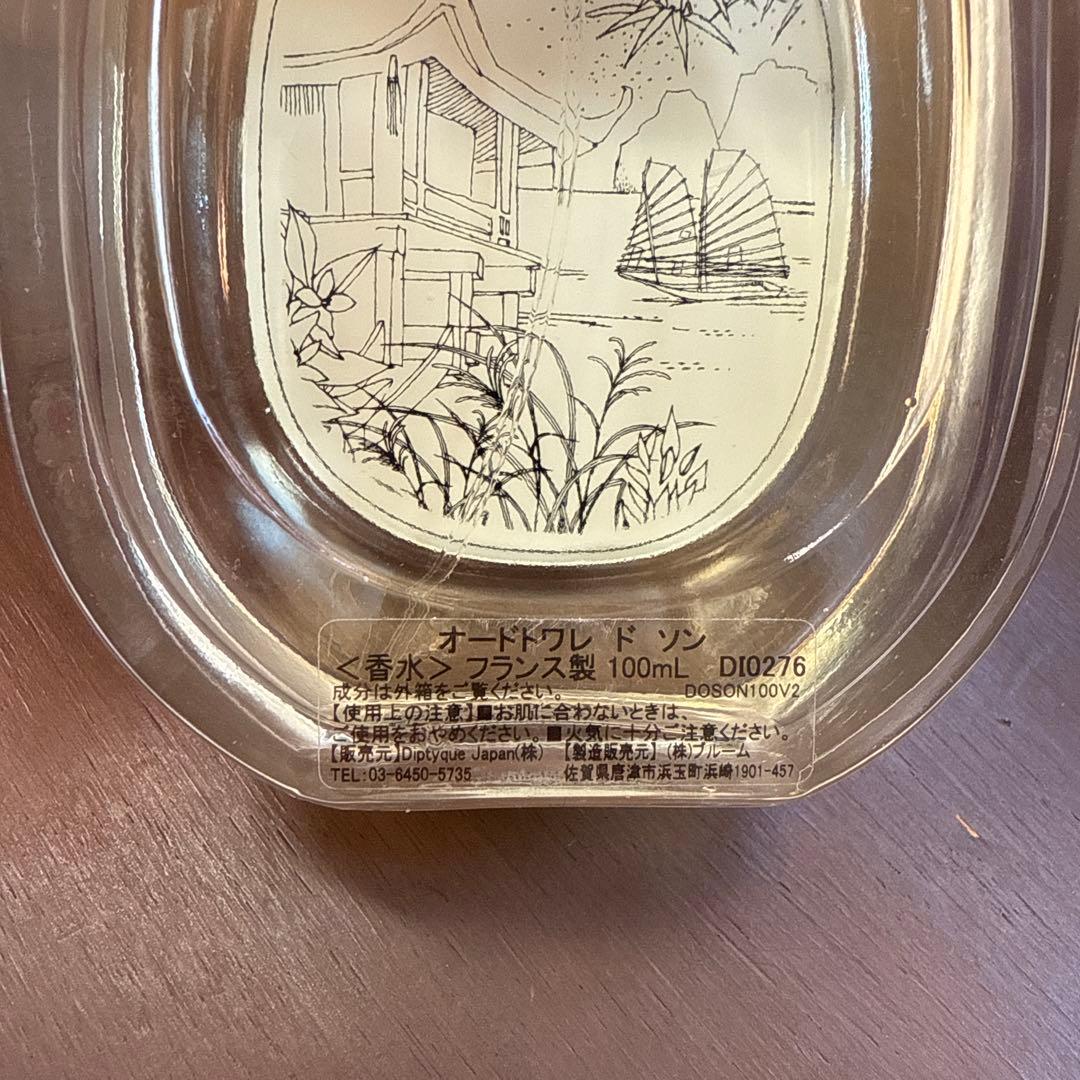 オードトワレ ド ソン
＜香水＞フランス製 100mL DI0276
成分は外箱をご覧ください。 DOSON100V2
【使用上の注意】■お肌に合わないときは、
ご使用をおやめください。■火気に十分ご注意ください。
【販売元】Diptyque Japan(株) 【製造販売元】(株)ブルーム
TEL:03-6450-5735 佐賀県唐津市浜玉町浜崎1901-457